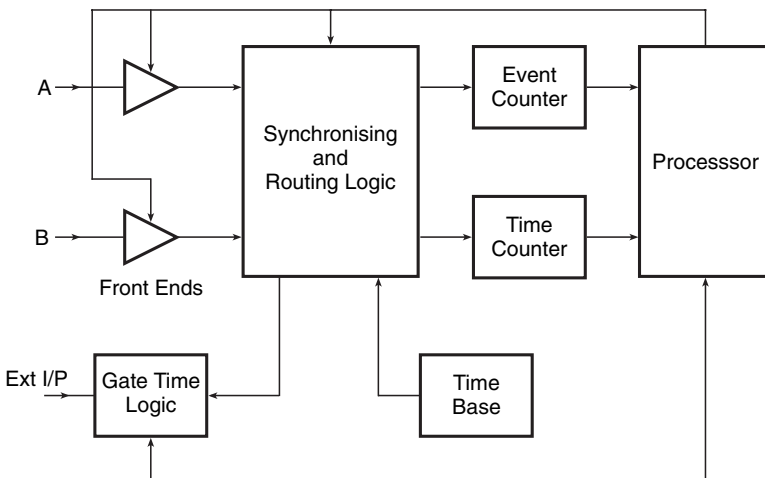 A
Event
Counter
Synchronising
and
Routing Logic
Processsor
B
Time
Counter
Front Ends
Ext I/P
Gate Time
Logic
Time
Base